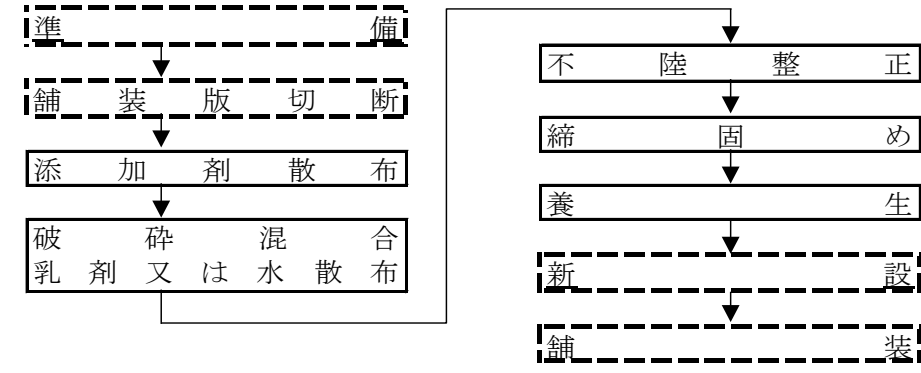 準備
舗装版切断
添加剤散布
破砕混合
乳剤又は水散布
不陸整正
締固め
養生
新設
舗装